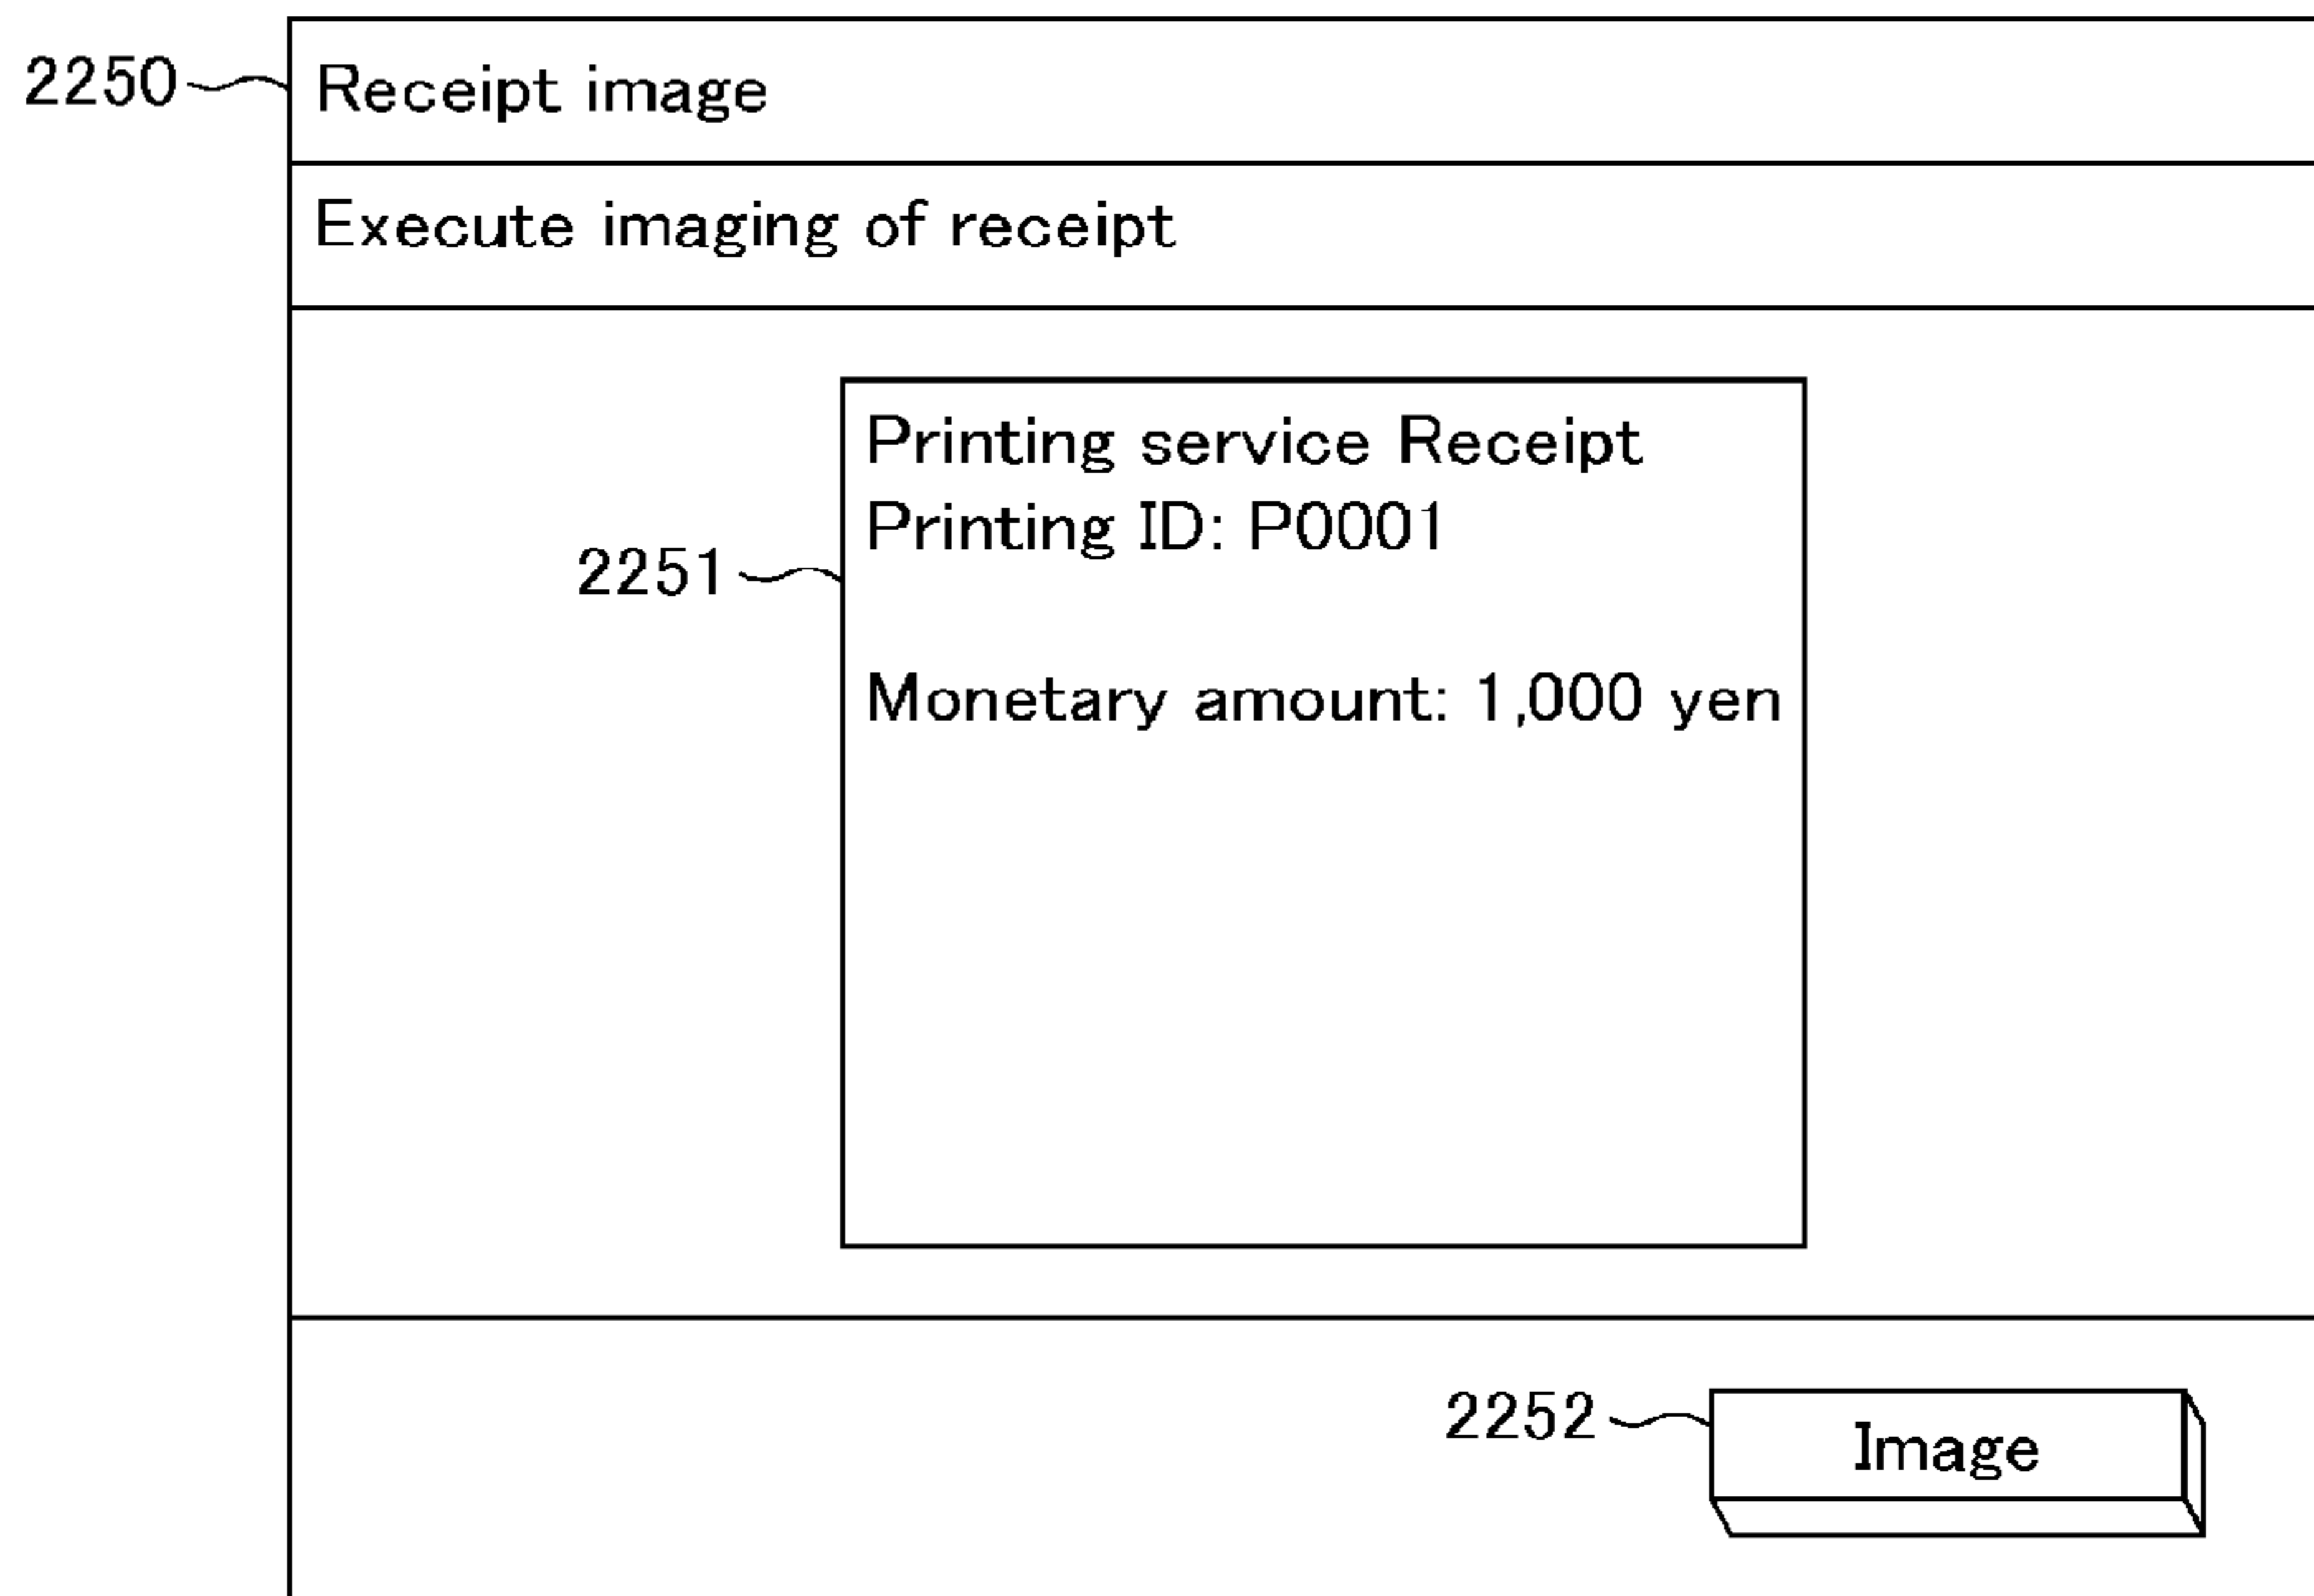 2250
Receipt image
Execute imaging of receipt
Printing service Receipt
Printing ID: P0001
2251
Monetary amount: 1,000 yen
2252
Image